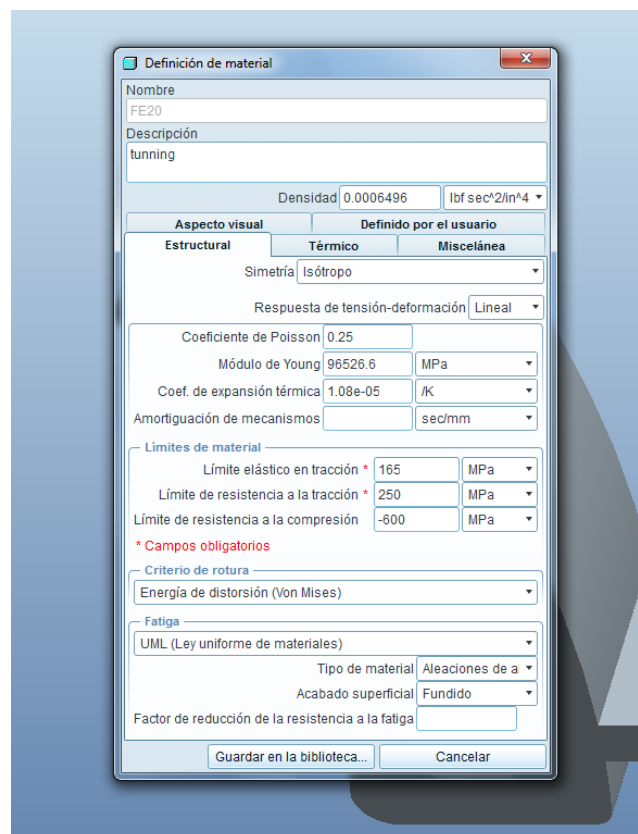 Definición de material
Nombre
FE20
Descripción
tunning
Densidad 0.0006496 lbf sec^2/in^4
Aspecto visual Definido por el usuario
Estructural Térmico Miscelánea
Simetría Isótropo
Respuesta de tensión-deformación Lineal
Coeficiente de Poisson 0.25
Módulo de Young 96526.6 MPa
Coef. de expansión térmica 1.08e-05 /K
Amortiguación de mecanismos sec/mm
Límites de material
Límite elástico en tracción * 165 MPa
Límite de resistencia a la tracción * 250 MPa
Límite de resistencia a la compresión -600 MPa
* Campos obligatorios
Criterio de rotura
Energía de distorsión (Von Mises)
Fatiga
UML (Ley uniforme de materiales)
Tipo de material Aleaciones de a
Acabado superficial Fundido
Factor de reducción de la resistencia a la fatiga
Guardar en la biblioteca... Cancelar